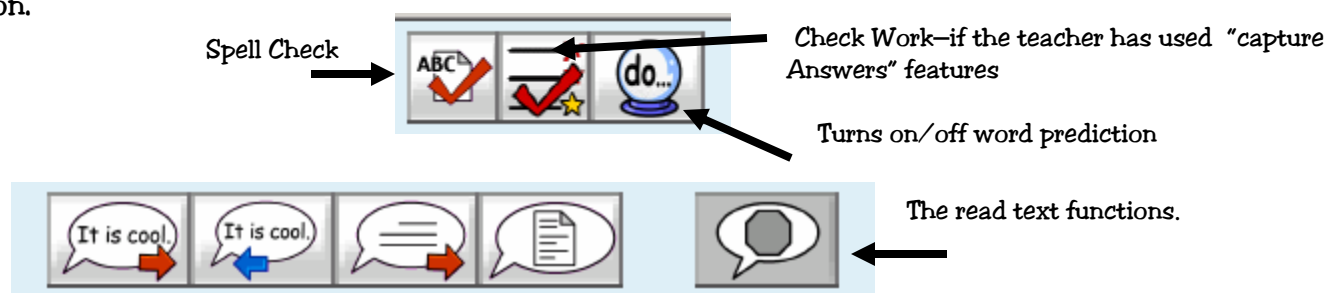 on.
Spell Check
ABC
do...
Check Work—if the teacher has used "capture
Answers" features
Turns on/off word prediction
It is cool.
It is cool.
The read text functions.